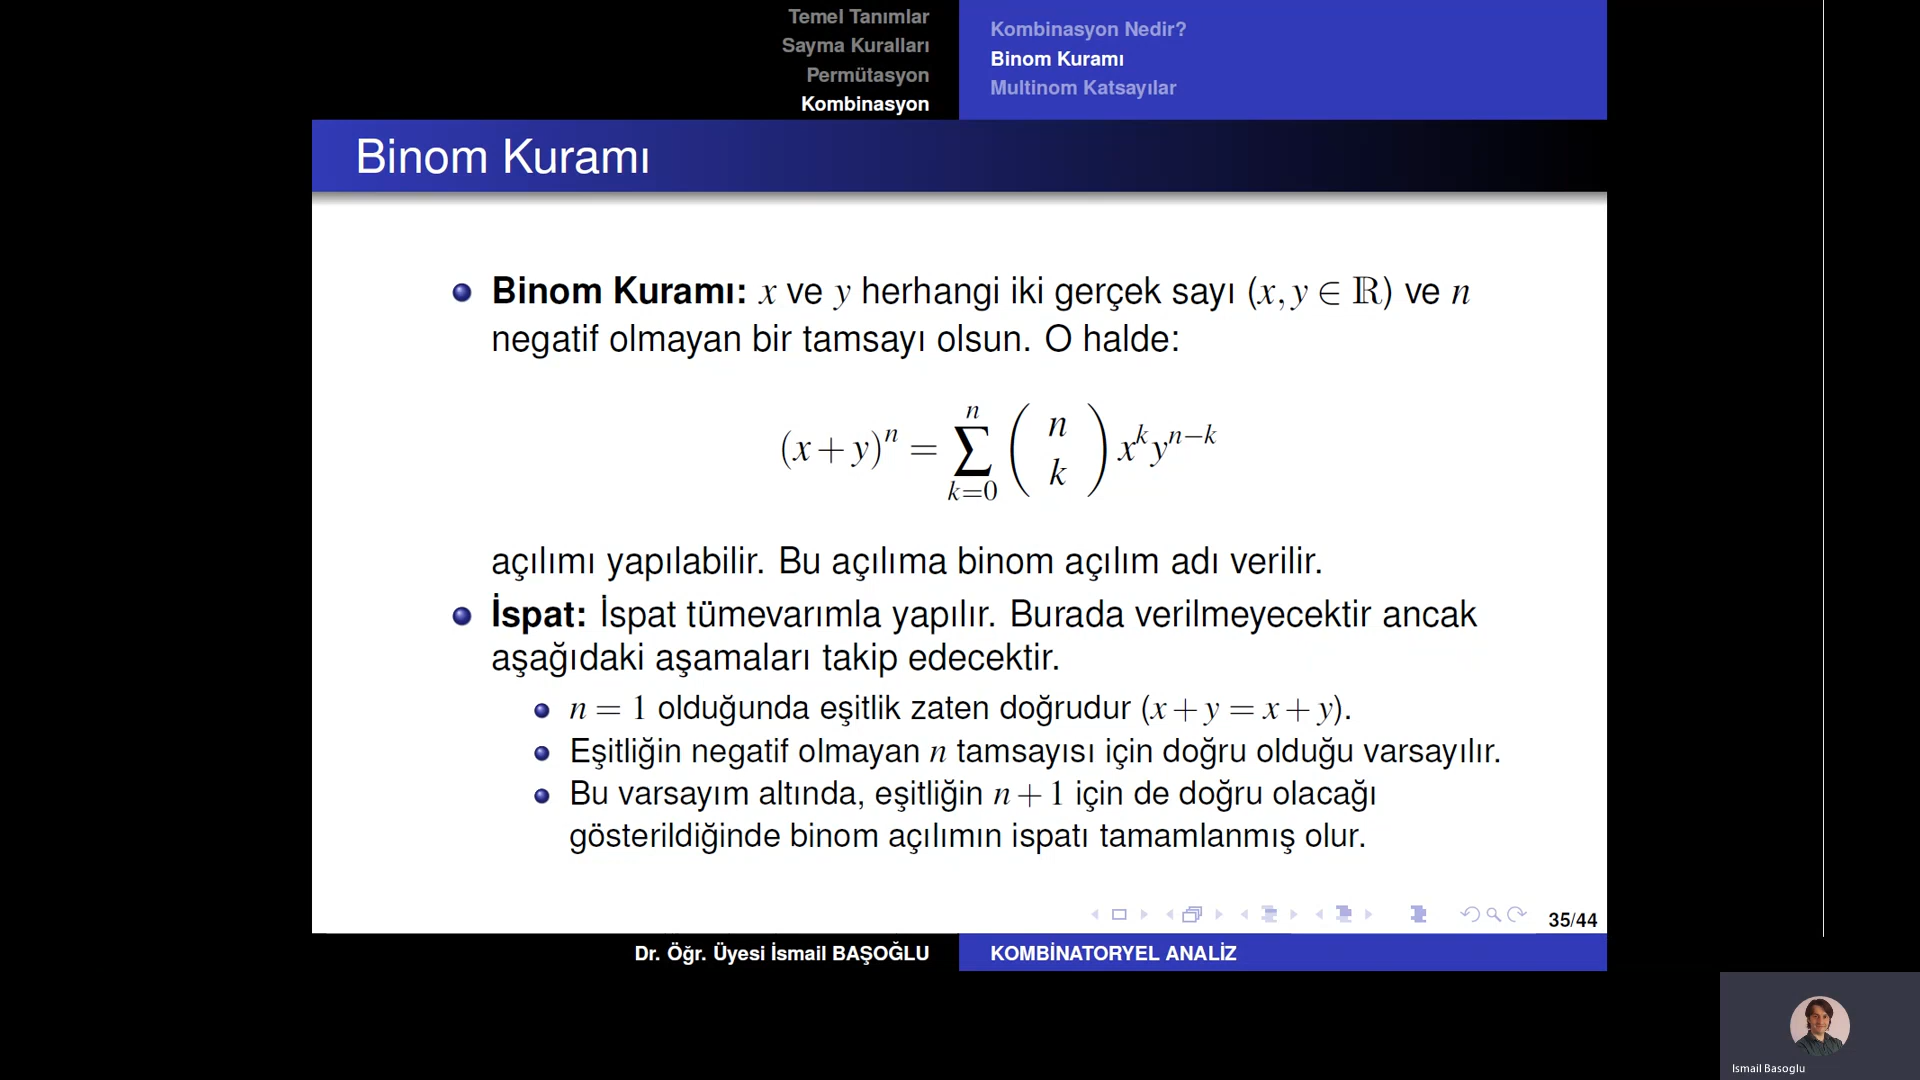 Temel Tanımlar
Sayma Kuralları
Permütasyon
Kombinasyon
Kombinasyon Nedir?
Binom Kuramı
Multinom Katsayılar
Binom Kuramı
Binom Kuramı: x ve y herhangi iki gerçek sayı (x, y ∈ ℝ) ve n
negatif olmayan bir tamsayı olsun. O halde:
(x+y)^n = ∑_{k=0}^{n} \binom{n}{k} x^k y^{n−k}
açılımı yapılabilir. Bu açılıma binom açılım adı verilir.
İspat: İspat tümevarımla yapılır. Burada verilmeyecektir ancak
aşağıdaki aşamaları takip edecektir.
n = 1 olduğunda eşitlik zaten doğrudur (x+y = x+y).
Eşitliğin negatif olmayan n tamsayısı için doğru olduğu varsayılır.
Bu varsayım altında, eşitliğin n+1 için de doğru olacağı
gösterildiğinde binom açılımın ispatı tamamlanmış olur.
35/44
Dr. Öğr. Üyesi İsmail BAŞOĞLU
KOMBİNATORYEL ANALİZ
Ismail Basoglu